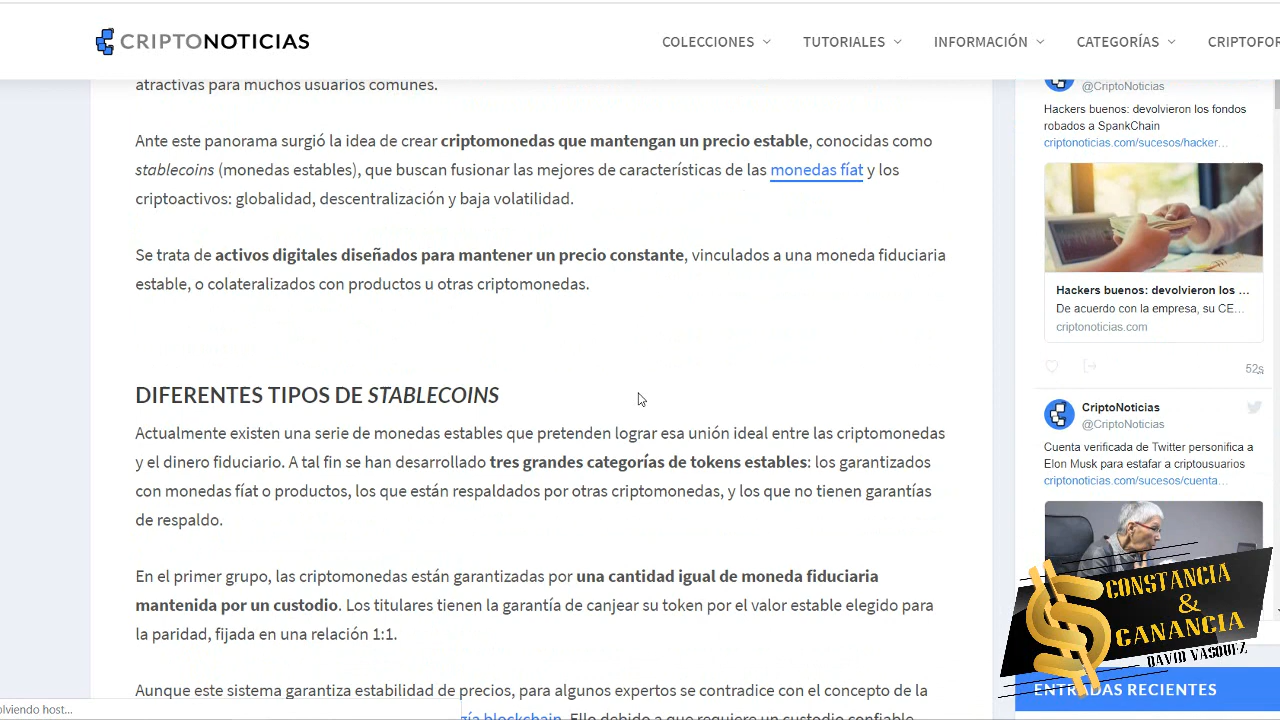 CRIPTONOTICIAS
COLECCIONES
TUTORIALES
INFORMACIÓN
CATEGORÍAS
CRIPTOFOR
atractivas para muchos usuarios comunes.
Ante este panorama surgió la idea de crear criptomonedas que mantengan un precio estable, conocidas como
stablecoins (monedas estables), que buscan fusionar las mejores de características de las monedas fíat y los
criptoactivos: globalidad, descentralización y baja volatilidad.
Se trata de activos digitales diseñados para mantener un precio constante, vinculados a una moneda fiduciaria
estable, o colateralizados con productos u otras criptomonedas.
DIFERENTES TIPOS DE STABLECOINS
Actualmente existen una serie de monedas estables que pretenden lograr esa unión ideal entre las criptomonedas
y el dinero fiduciario. A tal fin se han desarrollado tres grandes categorías de tokens estables: los garantizados
con monedas fíat o productos, los que están respaldados por otras criptomonedas, y los que no tienen garantías
de respaldo.
En el primer grupo, las criptomonedas están garantizadas por una cantidad igual de moneda fiduciaria
mantenida por un custodio. Los titulares tienen la garantía de canjear su token por el valor estable elegido para
la paridad, fijada en una relación 1:1.
Aunque este sistema garantiza estabilidad de precios, para algunos expertos se contradice con el concepto de la
gía blockchain. Ello debido a que requiere un custodio confiable
olviendo host...
@CriptoNoticias
Hackers buenos: devolvieron los fondos
robados a SpankChain
criptonoticias.com/sucesos/hacker...
Hackers buenos: devolvieron los ...
De acuerdo con la empresa, su CE...
criptonoticias.com
52s
CriptoNoticias
@CriptoNoticias
Cuenta verificada de Twitter personifica a
Elon Musk para estafar a criptousuarios
criptonoticias.com/sucesos/cuenta...
CONSTANCIA
&
GANANCIA
DAVID VASQUEZ
ENTRADAS RECIENTES